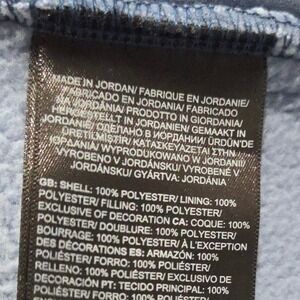 MADE IN JORDAN/ FABRIQUE EN JORDANIE/
FABRICADO EN JORDANIA/ FABRICADO
NA JORDÂNIA/ PRODOTTO IN GIORDANIA/
HERGESTELLT IN JORDANIEN/ GEMAAKT IN
JORDANIË/ СДЕЛАНО В ИОРДАНИИ/ ÜRDÜN'DE
ÜRETİLMİŞTİR/ ΚΑΤΑΣΚΕΥΑΖΕΤΑΙ ΣΤΗΝ
ΙΟΡΔΑΝΙΑ/ WYPRODUKOWANO W JORDANII/
VYROBENO V JORDÁNSKU/ VYROBENÉ V
JORDÁNSKU/ GYÁRTVA: JORDÁNIA
GB: SHELL: 100% POLYESTER/ LINING: 100%
POLYESTER/ FILLING: 100% POLYESTER/
EXCLUSIVE OF DECORATION CA: COQUE: 100%
POLYESTER/ DOUBLURE: 100% POLYESTER/
BOURRAGE: 100% POLYESTER/ À L'EXCEPTION
DES DÉCORATIONS ES: ARMAZÓN: 100%
POLIÉSTER/ FORRO: 100% POLIÉSTER/
RELLENO: 100% POLIÉSTER/ EXCLUSIVO DE
DECORACIÓN PT: TECIDO PRINCIPAL: 100%
POLIÉSTER/ FORRO: 100%